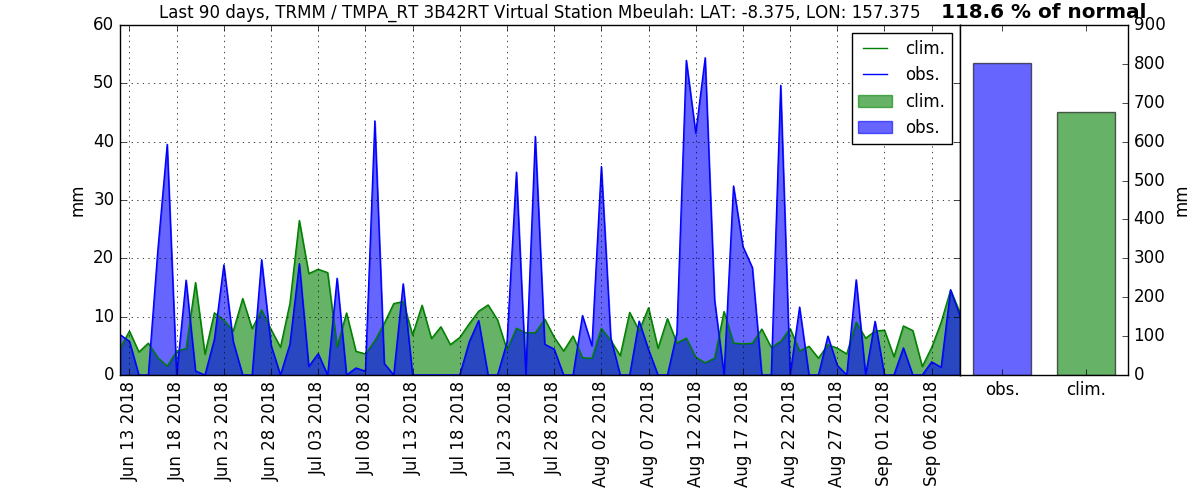 Last 90 days, TRMM / TMPA_RT 3B42RT Virtual Station Mbeulah: LAT: -8.375, LON: 157.375
118.6 % of normal
60
50
40
30
20
10
0
mm
clim.
obs.
clim.
obs.
900
800
700
600
500
400
300
200
100
0
mm
obs.
clim.
Jun 13 2018
Jun 18 2018
Jun 23 2018
Jun 28 2018
Jul 03 2018
Jul 08 2018
Jul 13 2018
Jul 18 2018
Jul 23 2018
Jul 28 2018
Aug 02 2018
Aug 07 2018
Aug 12 2018
Aug 17 2018
Aug 22 2018
Aug 27 2018
Sep 01 2018
Sep 06 2018